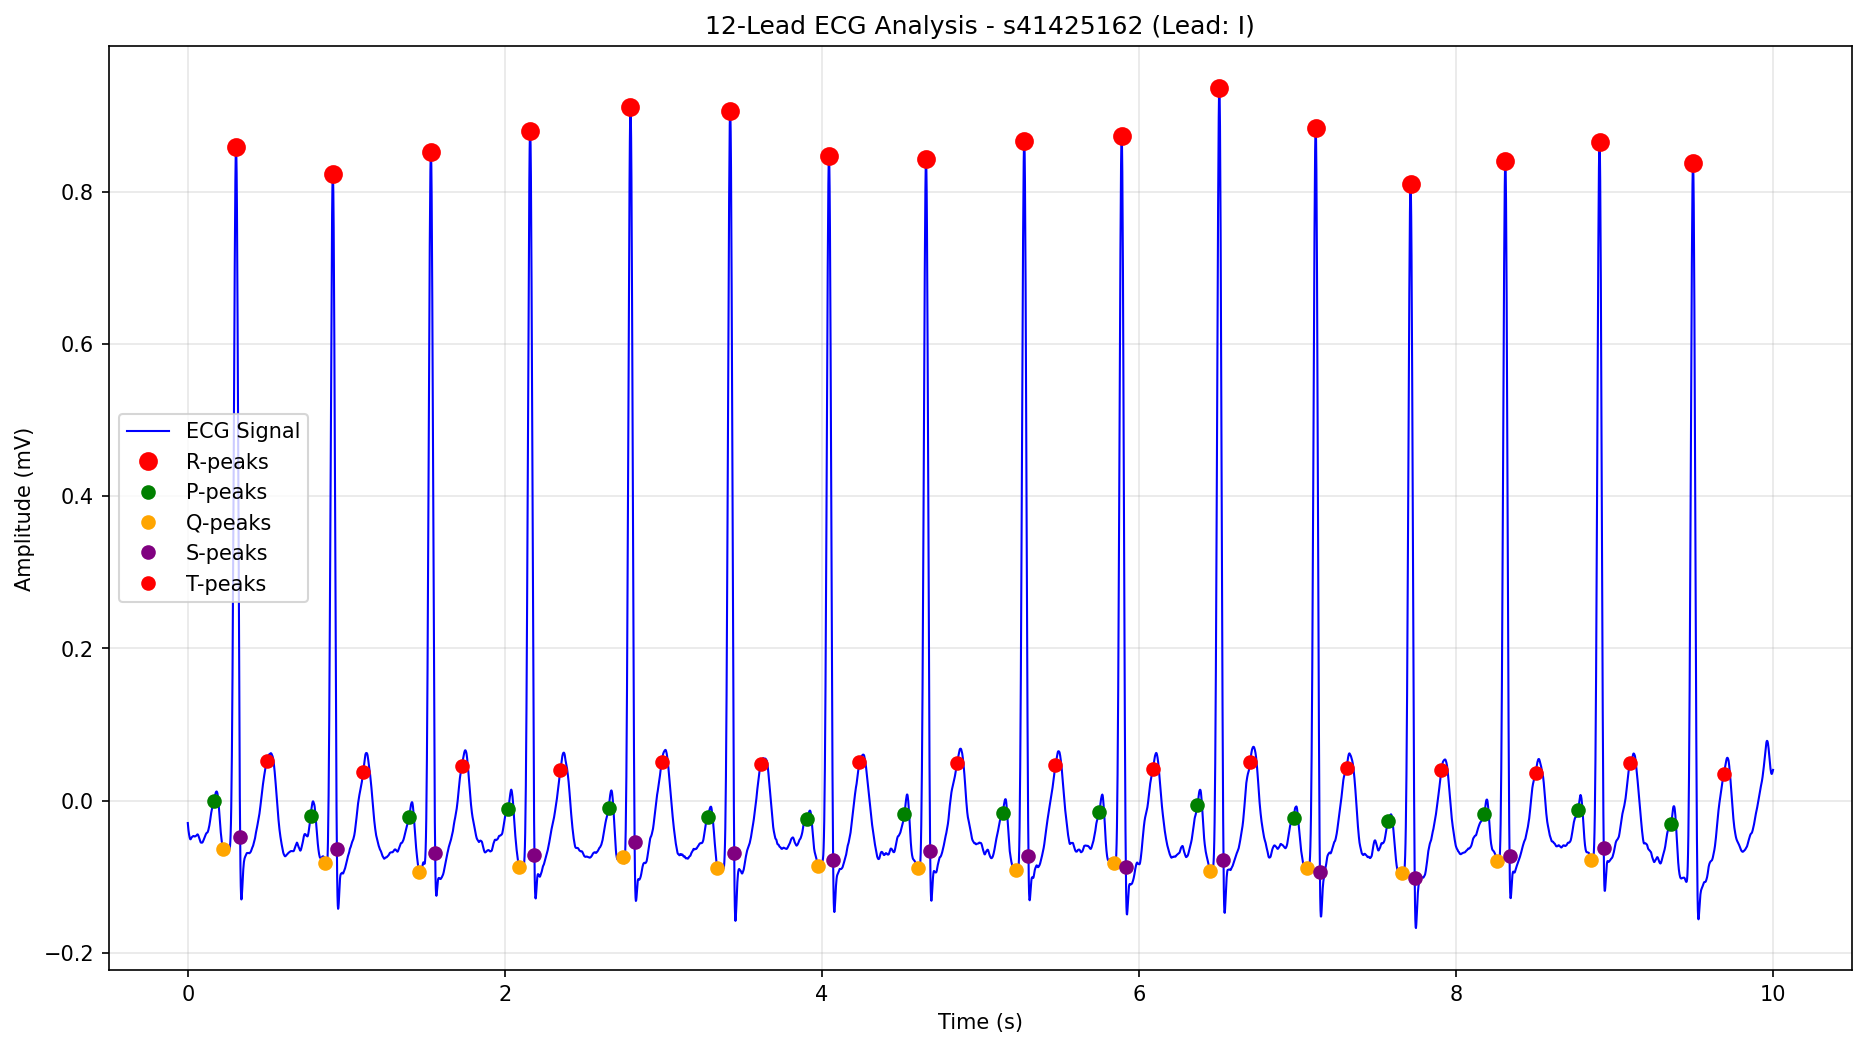 12-Lead ECG Analysis - s41425162 (Lead: I)
Amplitude (mV)
0.8
0.6
0.4
0.2
0.0
−0.2
ECG Signal
R-peaks
P-peaks
Q-peaks
S-peaks
T-peaks
0 2 4 6 8 10
Time (s)